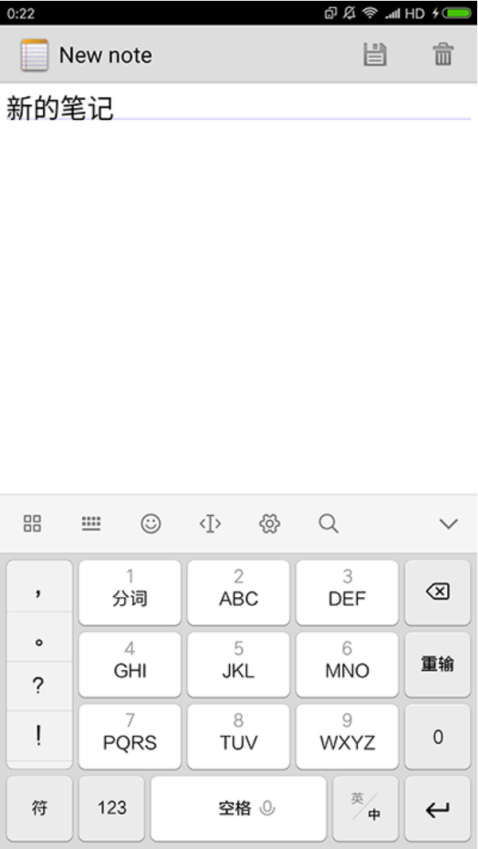 0:22 HD
New note
新的笔记
, 1 2 3
分词 ABC DEF
。 4 5 6 重输
? GHI JKL MNO
! 7 8 9 0
PQRS TUV WXYZ
符 123 空格 英/中